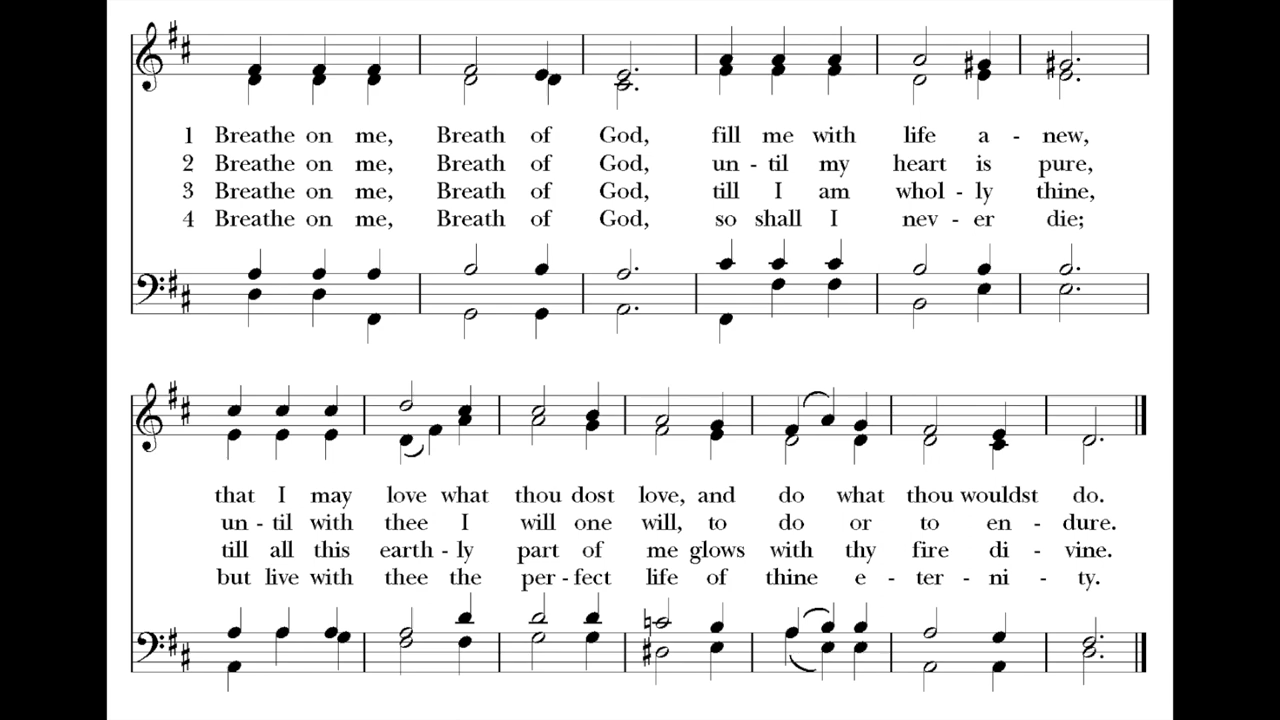 1 Breathe on me, Breath of God, fill me with life a - new,
2 Breathe on me, Breath of God, un - til my heart is pure,
3 Breathe on me, Breath of God, till I am whol - ly thine,
4 Breathe on me, Breath of God, so shall I nev - er die;
that I may love what thou dost love, and do what thou wouldst do.
un - til with thee I will one will, to do or to en - dure.
till all this earth - ly part of me glows with thy fire di - vine.
but live with thee the per - fect life of thine e - ter - ni - ty.